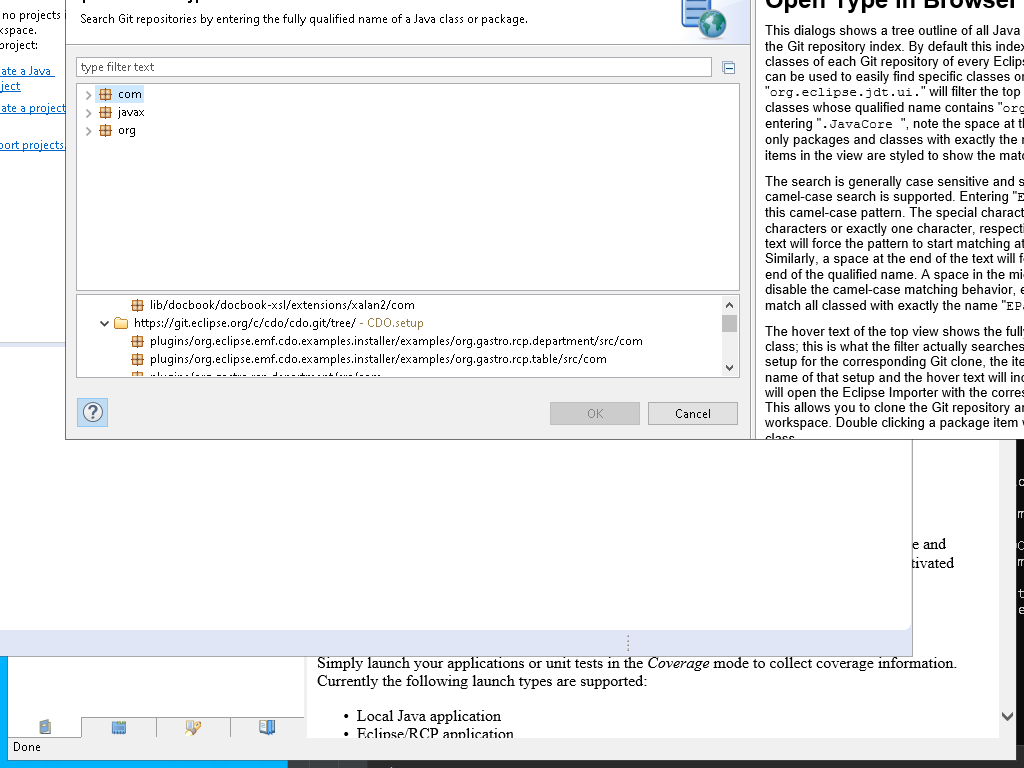 no projects
kspace.
project:
ate a Java
ject
ate a project
port projects
Search Git repositories by entering the fully qualified name of a Java class or package.
type filter text
com
javax
org
lib/docbook/docbook-xsl/extensions/xalan2/com
https://git.eclipse.org/c/cdo/cdo.git/tree/ - CDO.setup
plugins/org.eclipse.emf.cdo.examples.installer/examples/org.gastro.rcp.department/src/com
plugins/org.eclipse.emf.cdo.examples.installer/examples/org.gastro.rcp.table/src/com
OK
Cancel
Open Type in Browser
This dialogs shows a tree outline of all Java
the Git repository index. By default this index
classes of each Git repository of every Eclips
can be used to easily find specific classes or
"org.eclipse.jdt.ui." will filter the top
classes whose qualified name contains "org
entering ".JavaCore ", note the space at th
only packages and classes with exactly the
items in the view are styled to show the matc
The search is generally case sensitive and s
camel-case search is supported. Entering "E
this camel-case pattern. The special charact
characters or exactly one character, respecti
text will force the pattern to start matching at
Similarly, a space at the end of the text will f
end of the qualified name. A space in the mi
disable the camel-case matching behavior, e
match all classed with exactly the name "EPa
The hover text of the top view shows the fully
class; this is what the filter actually searches
setup for the corresponding Git clone, the ite
name of that setup and the hover text will inc
will open the Eclipse Importer with the corres
This allows you to clone the Git repository an
workspace. Double clicking a package item
class
e and
tivated
Simply launch your applications or unit tests in the Coverage mode to collect coverage information.
Currently the following launch types are supported:
• Local Java application
• Eclipse/RCP application
Done